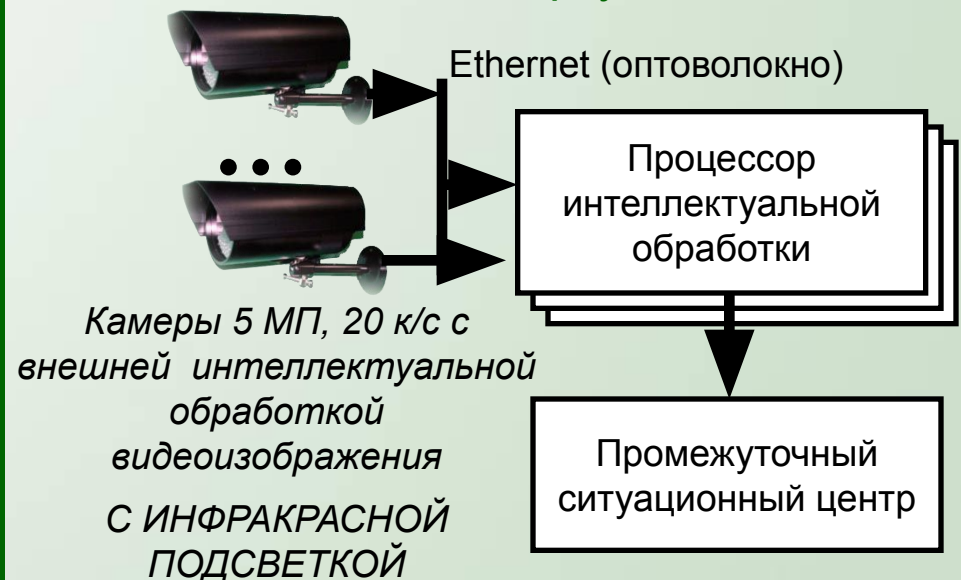 Ethernet (оптоволокно)
Процессор
интеллектуальной
обработки
Камеры 5 МП, 20 к/с с
внешней интеллектуальной
обработкой
видеоизображения
С ИНФРАКРАСНОЙ
ПОДСВЕТКОЙ
Промежуточный
ситуационный центр